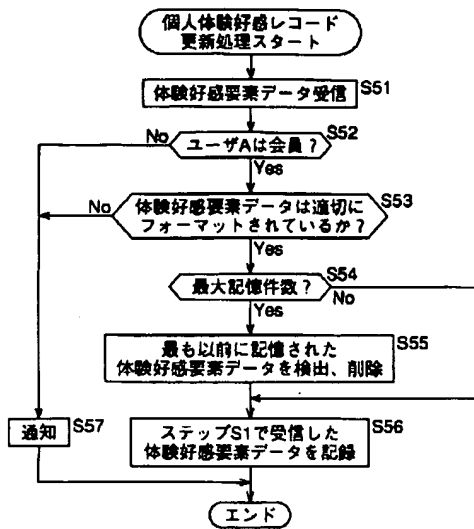 個人体験好感レコード
更新処理スタート
体験好感要素データ受信
S51
ユーザAは会員?
S52
No
Yes
体験好感要素データは適切に
フォーマットされているか?
S53
No
Yes
最大記憶件数?
S54
No
Yes
最も以前に記憶された
体験好感要素データを検出、削除
S55
通知
S57
ステップS1で受信した
体験好感要素データを記録
S56
エンド